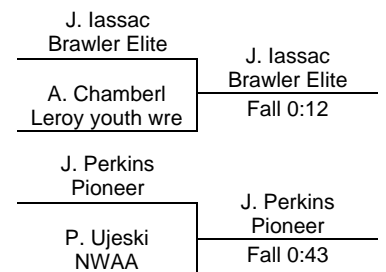 J. Iassac
Brawler Elite
J. Iassac
Brawler Elite
A. Chamberl
Leroy youth wre
Fall 0:12
J. Perkins
Pioneer
J. Perkins
Pioneer
P. Ujeski
NWAA
Fall 0:43